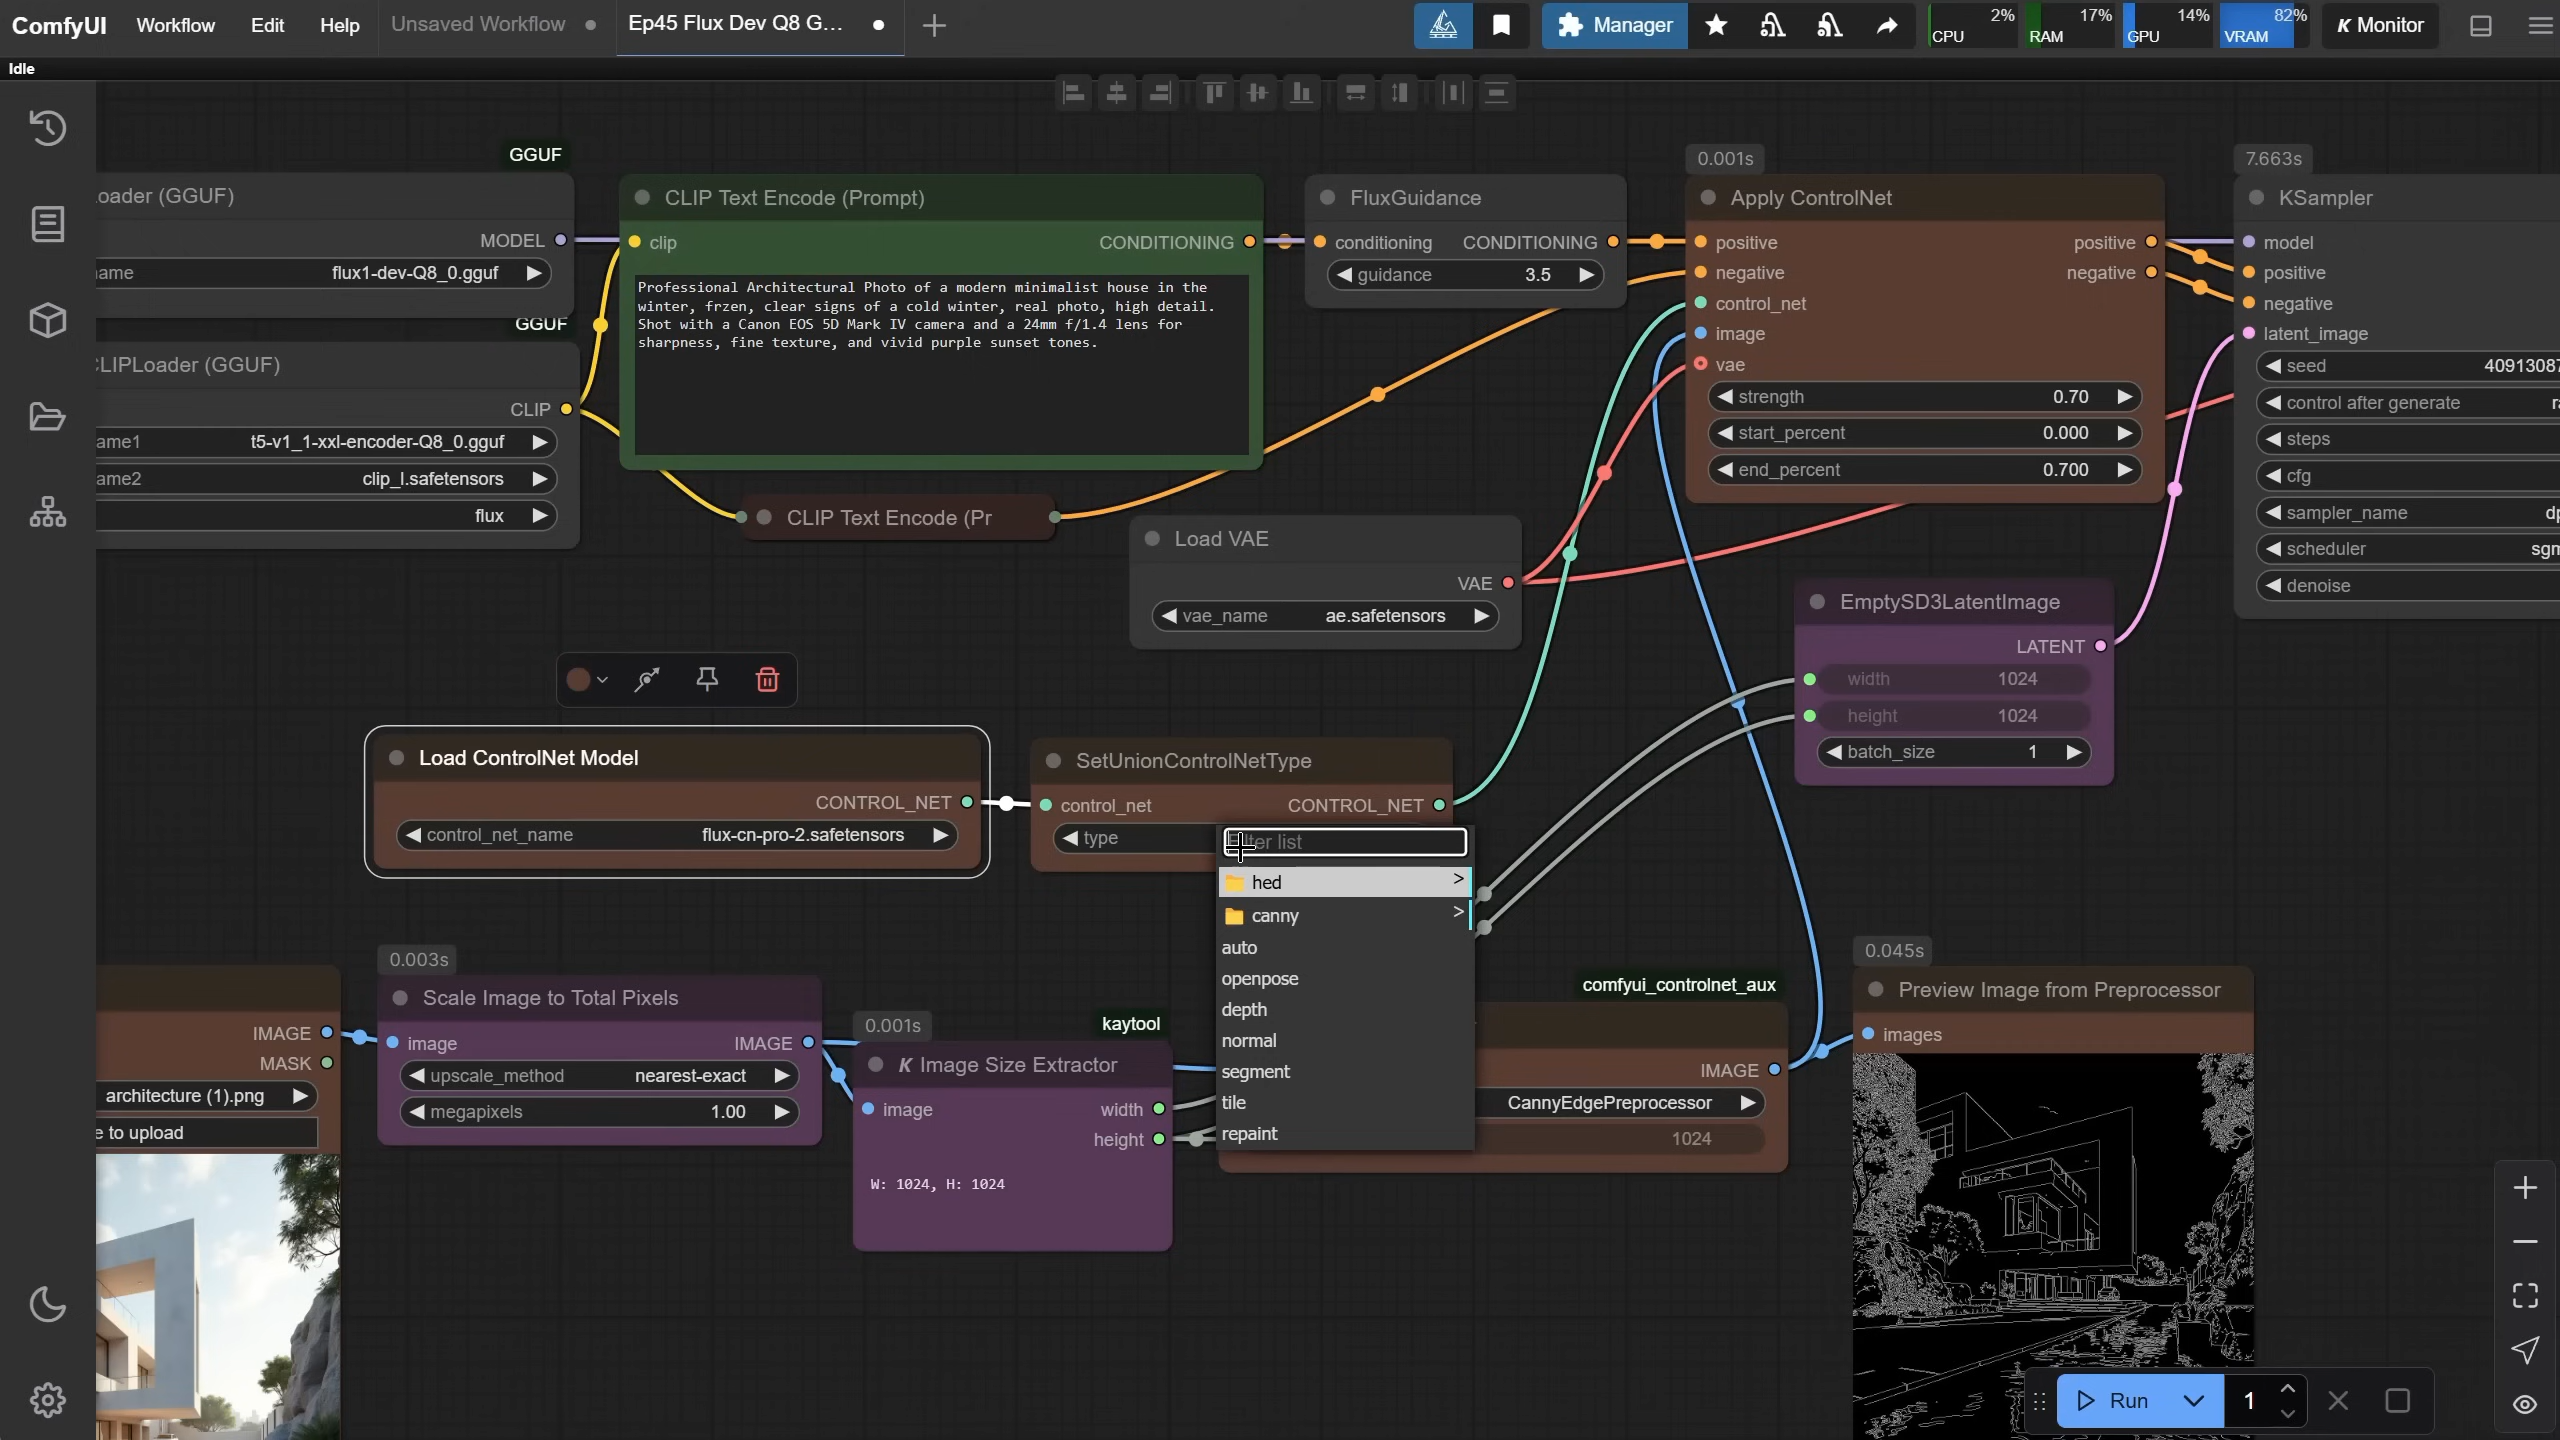 ComfyUI Workflow Edit Help Unsaved Workflow Ep45 Flux Dev Q8 G...
Manager
2% CPU
17% RAM
14% GPU
82% VRAM
K Monitor
Idle
GGUF
oader (GGUF)
MODEL
ame flux1-dev-Q8_0.gguf
GGUF
CLIPLoader (GGUF)
CLIP
ame1 t5-v1_1-xxl-encoder-Q8_0.gguf
ame2 clip_l.safetensors
flux
CLIP Text Encode (Prompt)
clip CONDITIONING
Professional Architectural Photo of a modern minimalist house in the
winter, frzen, clear signs of a cold winter, real photo, high detail.
Shot with a Canon EOS 5D Mark IV camera and a 24mm f/1.4 lens for
sharpness, fine texture, and vivid purple sunset tones.
CLIP Text Encode (Pr
FluxGuidance
conditioning CONDITIONING
guidance 3.5
Load VAE
VAE
vae_name ae.safetensors
0.001s
Apply ControlNet
positive positive
negative negative
control_net
image
vae
strength 0.70
start_percent 0.000
end_percent 0.700
7.663s
KSampler
model
positive
negative
latent_image
seed 4091308
control after generate
steps
cfg
sampler_name dp
scheduler sgm
denoise
EmptySD3LatentImage
LATENT
width 1024
height 1024
batch_size 1
Load ControlNet Model
CONTROL_NET
control_net_name flux-cn-pro-2.safetensors
SetUnionControlNetType
control_net CONTROL_NET
type
Filter list
hed >
canny >
auto
openpose
depth
normal
segment
tile
repaint
IMAGE
MASK
architecture (1).png
e to upload
0.003s
Scale Image to Total Pixels
image IMAGE
upscale_method nearest-exact
megapixels 1.00
0.001s
kaytool
K Image Size Extractor
image width
height
W: 1024, H: 1024
comfyui_controlnet_aux
IMAGE
CannyEdgePreprocessor
1024
0.045s
Preview Image from Preprocessor
images
Run 1